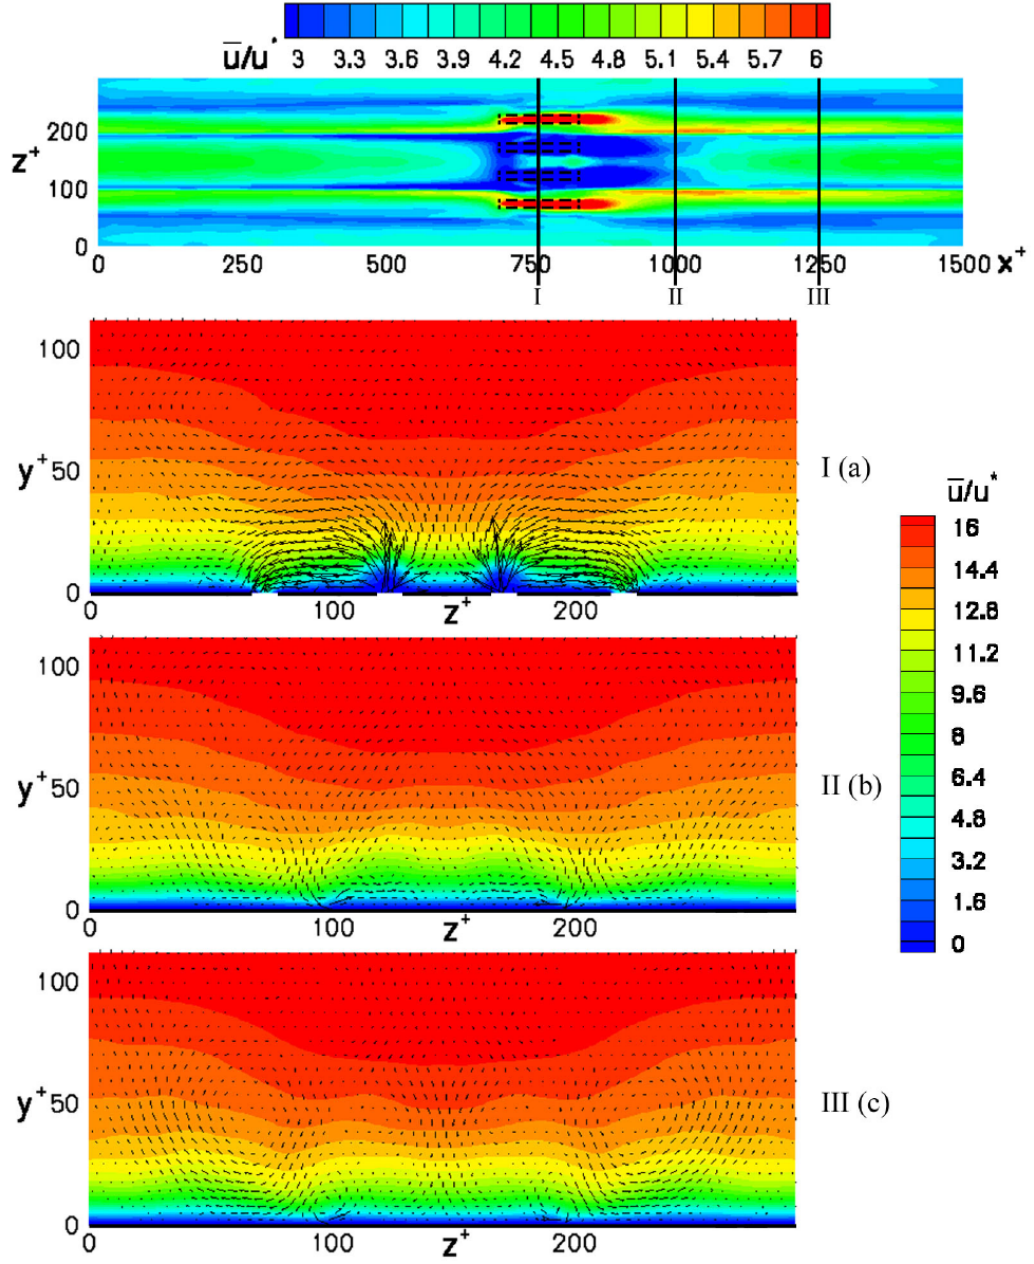 u̅/u* 3 3.3 3.6 3.9 4.2 4.5 4.8 5.1 5.4 5.7 6
200
z+
100
0
0 250 500 750 1000 1250 1500 x+
I II III
100
y+ 50
0
0 100 z+ 200
I (a)
100
y+ 50
0
0 100 z+ 200
II (b)
100
y+ 50
0
0 100 z+ 200
III (c)
u̅/u*
16
14.4
12.8
11.2
9.6
8
6.4
4.8
3.2
1.6
0